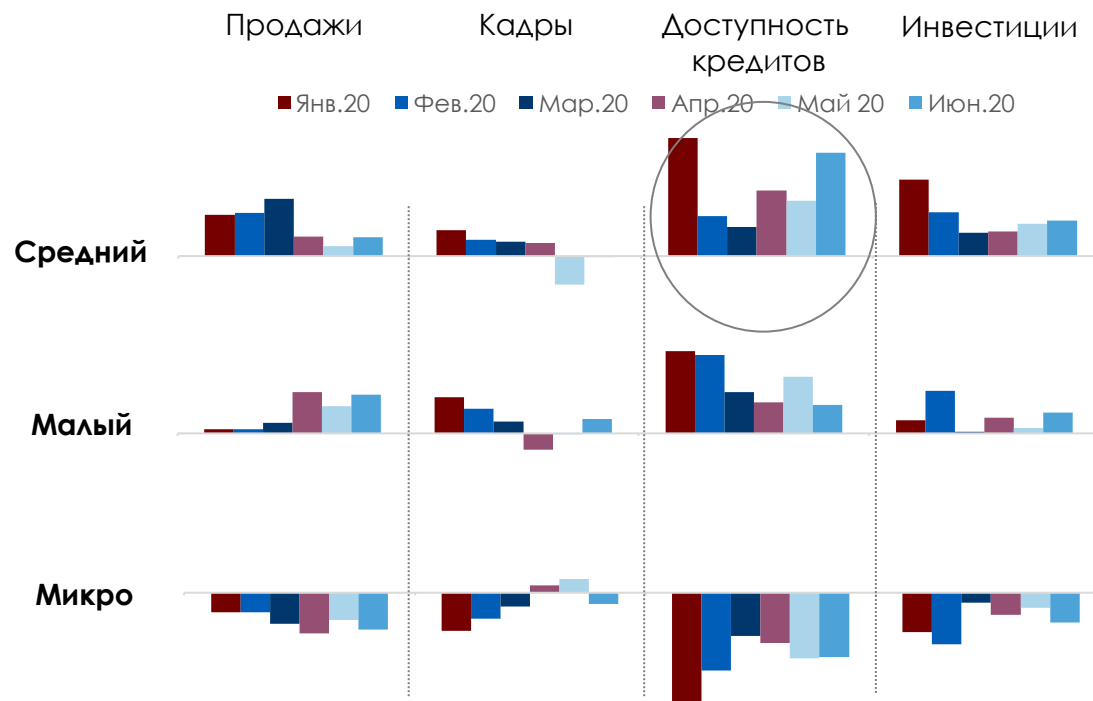 Продажи
Кадры
Доступность
кредитов
Инвестиции
Янв.20 Фев.20 Мар.20 Апр.20 Май 20 Июн.20
Средний
Малый
Микро